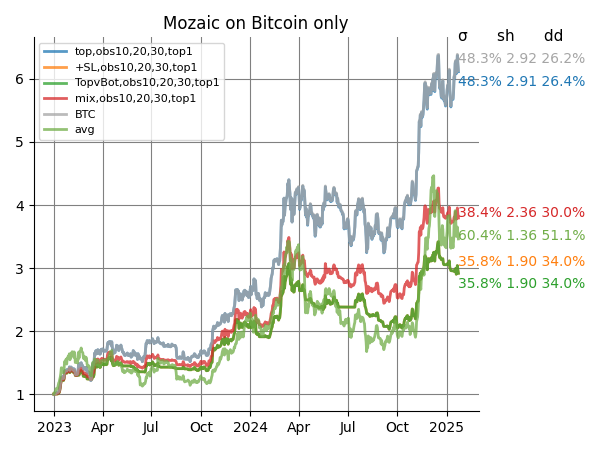 Mozaic on Bitcoin only
σ sh dd
top,obs10,20,30,top1
+SL,obs10,20,30,top1
TopvBot,obs10,20,30,top1
mix,obs10,20,30,top1
BTC
avg
48.3% 2.92 26.2%
48.3% 2.91 26.4%
38.4% 2.36 30.0%
60.4% 1.36 51.1%
35.8% 1.90 34.0%
35.8% 1.90 34.0%
6
5
4
3
2
1
2023 Apr Jul Oct 2024 Apr Jul Oct 2025